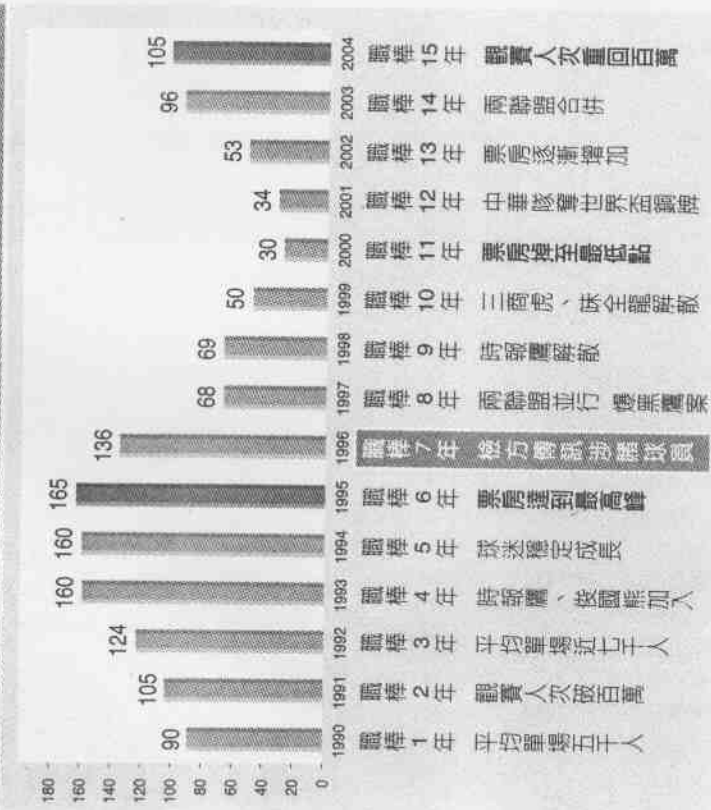 180
160
140
120
100
80
60
40
20
0
90
105
124
160
160
165
136
68
69
50
30
34
53
96
105
1990 職棒1年 平均單場五千人
1991 職棒2年 觀賽人次破百萬
1992 職棒3年 平均單場近七千人
1993 職棒4年 時報鷹、俊國熊加入
1994 職棒5年 球迷穩定成長
1995 職棒6年 票房達到最高峰
1996 職棒7年 檢方傳訊涉賭球員
1997 職棒8年 兩聯盟並行 爆黑鷹案
1998 職棒9年 時報鷹解散
1999 職棒10年 三商虎、味全龍解散
2000 職棒11年 票房掉至最低點
2001 職棒12年 中華隊奪世界盃銅牌
2002 職棒13年 票房逐漸增加
2003 職棒14年 兩聯盟合併
2004 職棒15年 觀賽人次重回百萬